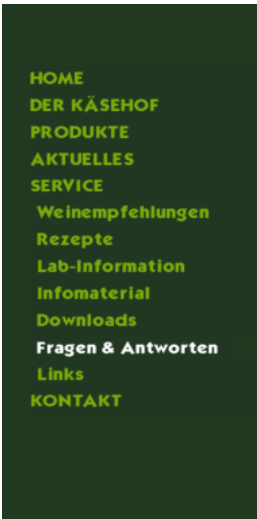 HOME
DER KÄSEHOF
PRODUKTE
AKTUELLES
SERVICE
Weinempfehlungen
Rezepte
Lab-Information
Infomaterial
Downloads
Fragen & Antworten
Links
KONTAKT